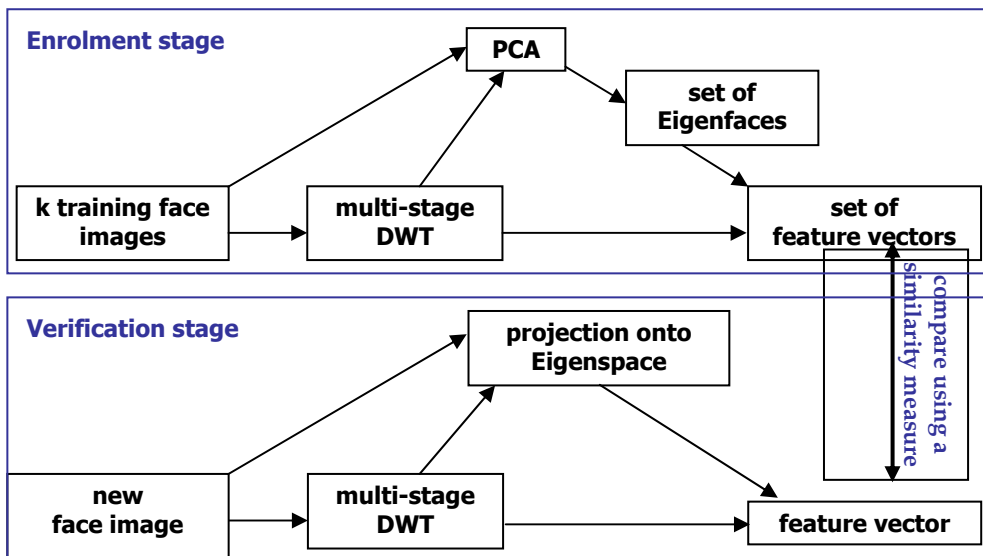 Enrolment stage
PCA
set of
Eigenfaces
k training face
images
multi-stage
DWT
set of
feature vectors
compare using a
similarity measure
Verification stage
projection onto
Eigenspace
new
face image
multi-stage
DWT
feature vector